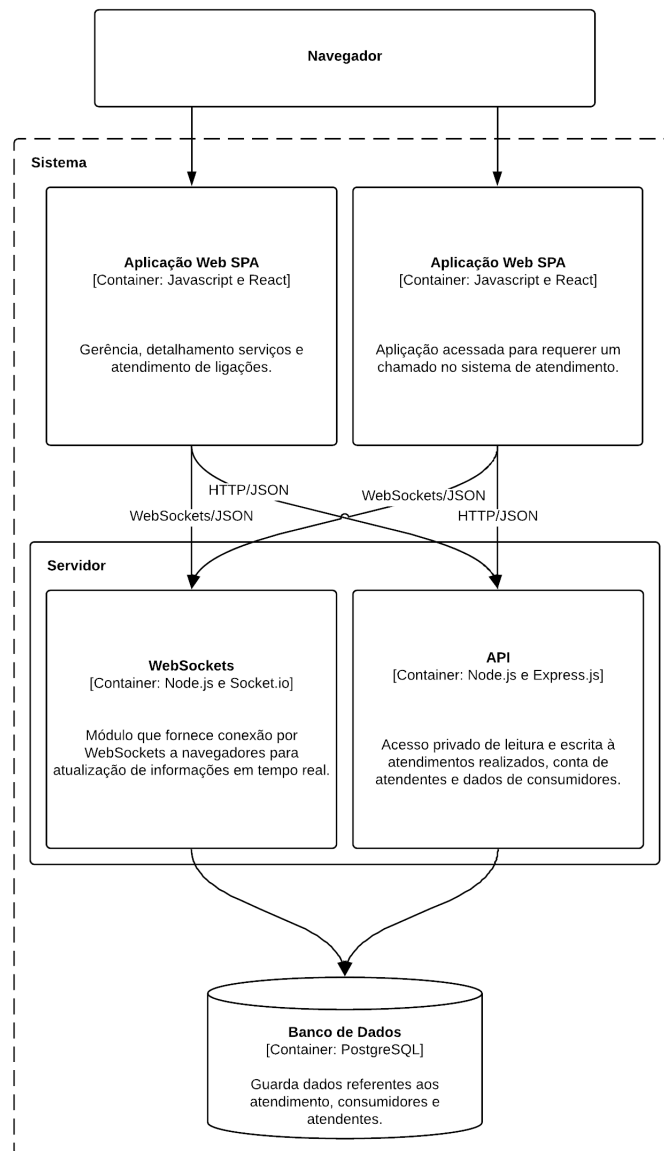 Navegador
Sistema
Aplicação Web SPA
[Container: Javascript e React]
Gerência, detalhamento serviços e
atendimento de ligações.
Aplicação Web SPA
[Container: Javascript e React]
Aplicação acessada para requerer um
chamado no sistema de atendimento.
HTTP/JSON
WebSockets/JSON
WebSockets/JSON
HTTP/JSON
Servidor
WebSockets
[Container: Node.js e Socket.io]
Módulo que fornece conexão por
WebSockets a navegadores para
atualização de informações em tempo real.
API
[Container: Node.js e Express.js]
Acesso privado de leitura e escrita à
atendimentos realizados, conta de
atendentes e dados de consumidores.
Banco de Dados
[Container: PostgreSQL]
Guarda dados referentes aos
atendimento, consumidores e
atendentes.